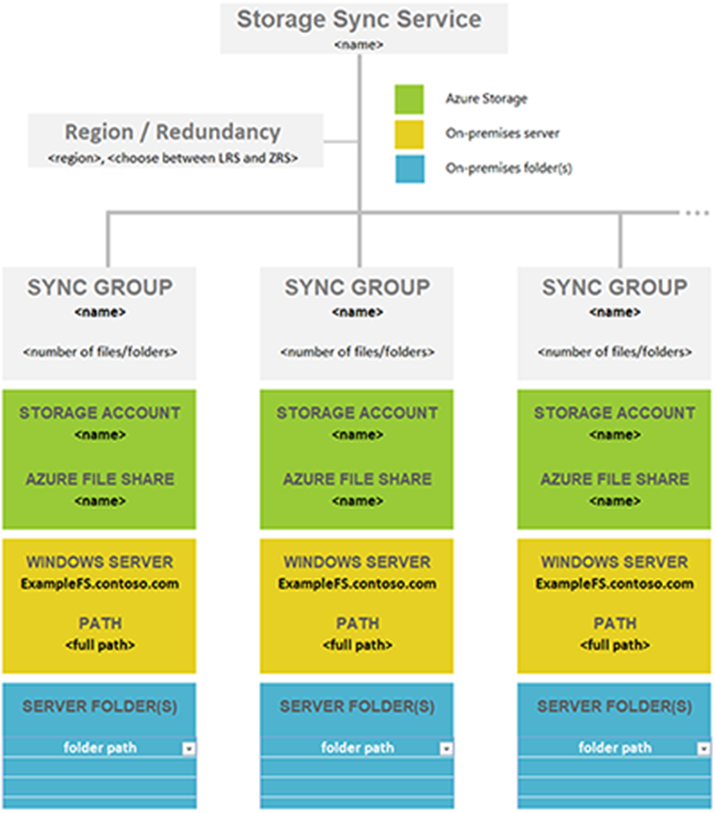 Storage Sync Service
<name>
Azure Storage
Region / Redundancy
<region>, <choose between LRS and ZRS>
On-premises server
On-premises folder(s)
SYNC GROUP
<name>
<number of files/folders>
STORAGE ACCOUNT
<name>
AZURE FILE SHARE
<name>
WINDOWS SERVER
ExampleFS.contoso.com
PATH
<full path>
SERVER FOLDER(S)
folder path
SYNC GROUP
<name>
<number of files/folders>
STORAGE ACCOUNT
<name>
AZURE FILE SHARE
<name>
WINDOWS SERVER
ExampleFS.contoso.com
PATH
<full path>
SERVER FOLDER(S)
folder path
SYNC GROUP
<name>
<number of files/folders>
STORAGE ACCOUNT
<name>
AZURE FILE SHARE
<name>
WINDOWS SERVER
ExampleFS.contoso.com
PATH
<full path>
SERVER FOLDER(S)
folder path